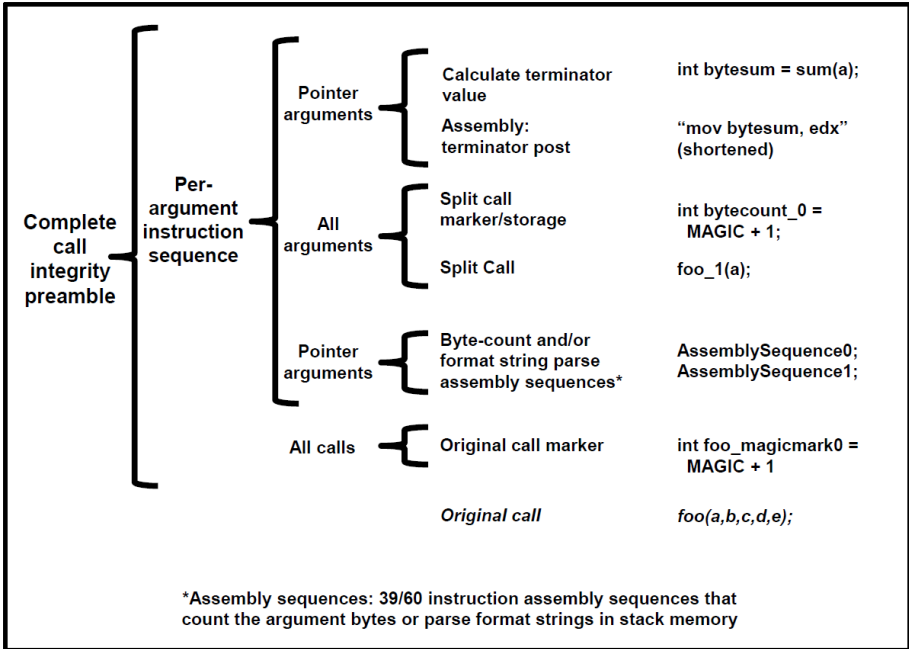 Complete
call
integrity
preamble
Per-
argument
instruction
sequence
Pointer
arguments
Calculate terminator
value
int bytesum = sum(a);
Assembly:
terminator post
“mov bytesum, edx”
(shortened)
All
arguments
Split call
marker/storage
int bytecount_0 =
MAGIC + 1;
Split Call
foo_1(a);
Pointer
arguments
Byte-count and/or
format string parse
assembly sequences*
AssemblySequence0;
AssemblySequence1;
All calls
Original call marker
int foo_magicmark0 =
MAGIC + 1
Original call
foo(a,b,c,d,e);
*Assembly sequences: 39/60 instruction assembly sequences that
count the argument bytes or parse format strings in stack memory